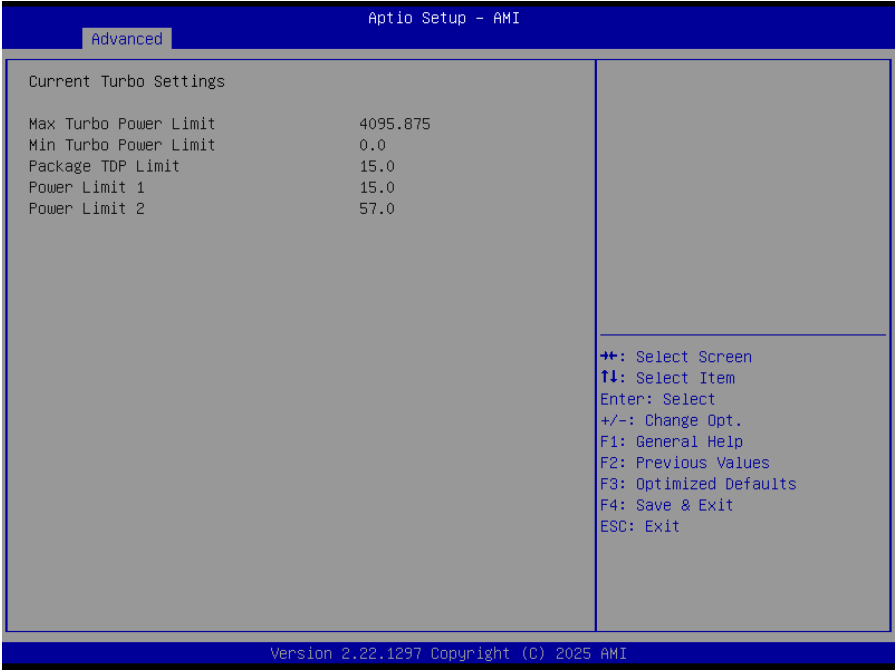 Aptio Setup – AMI
Advanced
Current Turbo Settings
Max Turbo Power Limit 4095.875
Min Turbo Power Limit 0.0
Package TDP Limit 15.0
Power Limit 1 15.0
Power Limit 2 57.0
→←: Select Screen
↑↓: Select Item
Enter: Select
+/-: Change Opt.
F1: General Help
F2: Previous Values
F3: Optimized Defaults
F4: Save & Exit
ESC: Exit
Version 2.22.1297 Copyright (C) 2025 AMI